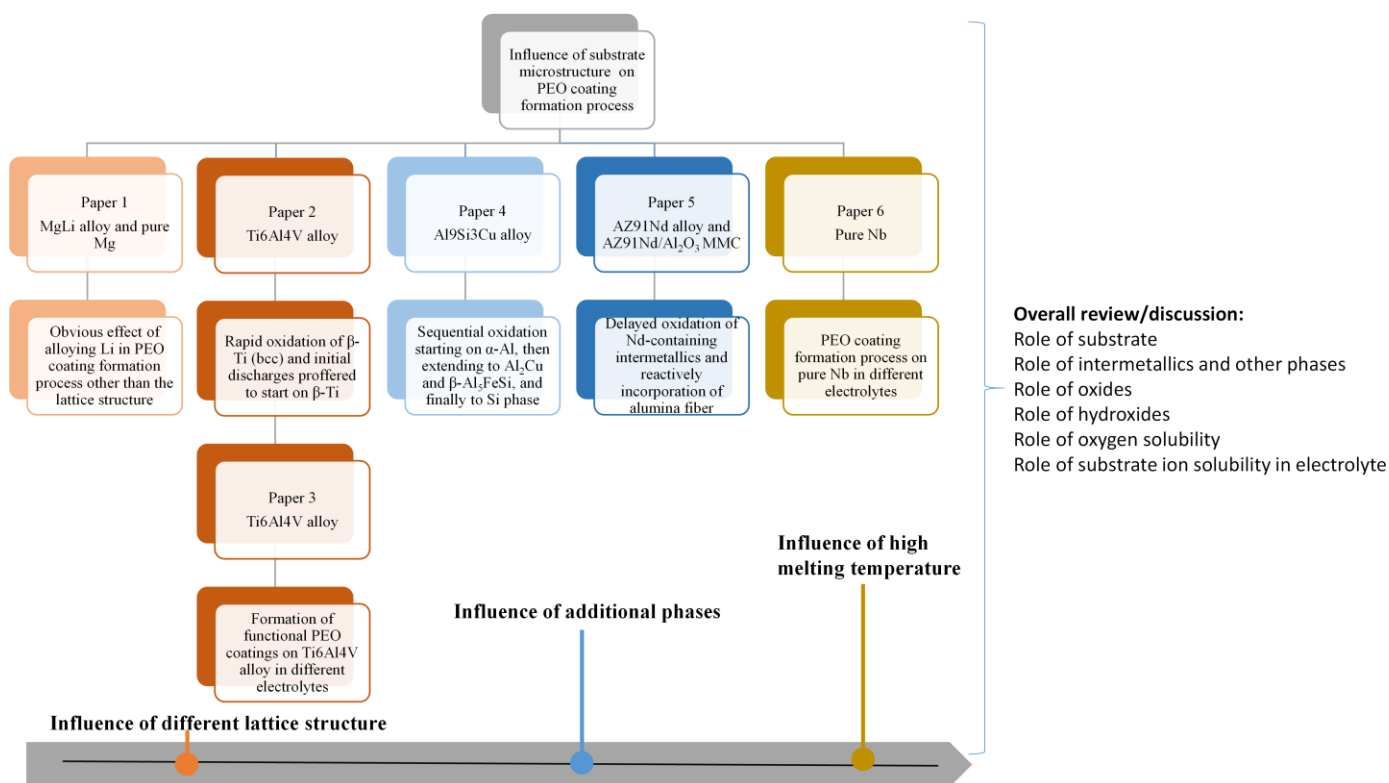 Influence of substrate
microstructure on
PEO coating
formation process
Paper 1
MgLi alloy and pure
Mg
Paper 2
Ti6Al4V alloy
Paper 4
Al9Si3Cu alloy
Paper 5
AZ91Nd alloy and
AZ91Nd/Al₂O₃ MMC
Paper 6
Pure Nb
Obvious effect of
alloying Li in PEO
coating formation
process other than the
lattice structure
Rapid oxidation of β-
Ti (bcc) and initial
discharges proffered
to start on β-Ti
Sequential oxidation
starting on α-Al, then
extending to Al₂Cu
and β-Al₅FeSi, and
finally to Si phase
Delayed oxidation of
Nd-containing
intermetallics and
reactively
incorporation of
alumina fiber
PEO coating
formation process on
pure Nb in different
electrolytes
Paper 3
Ti6Al4V alloy
Formation of
functional PEO
coatings on Ti6Al4V
alloy in different
electrolytes
Overall review/discussion:
Role of substrate
Role of intermetallics and other phases
Role of oxides
Role of hydroxides
Role of oxygen solubility
Role of substrate ion solubility in electrolyte
Influence of different lattice structure
Influence of additional phases
Influence of high
melting temperature